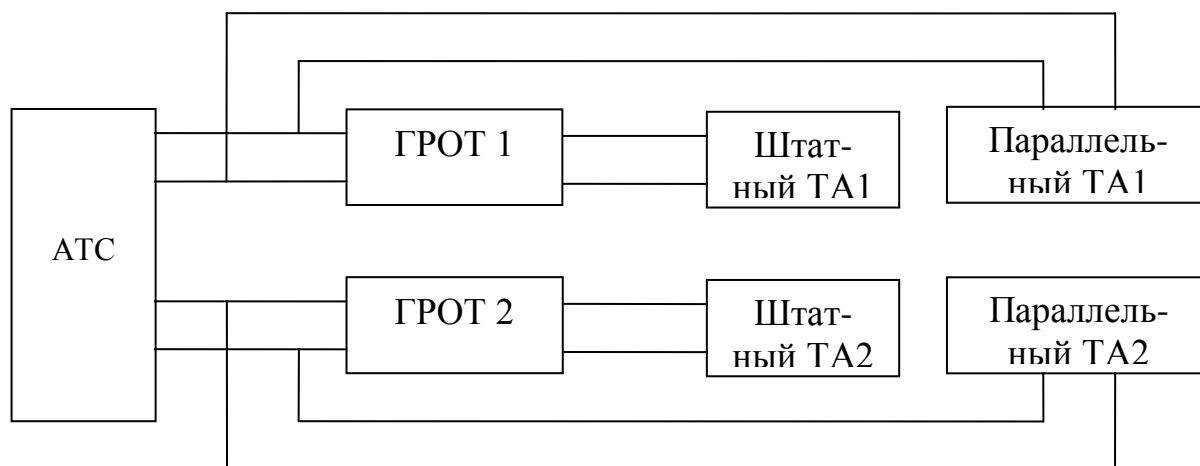 АТС
ГРОТ 1
Штат-
ный ТА1
Параллель-
ный ТА1
ГРОТ 2
Штат-
ный ТА2
Параллель-
ный ТА2